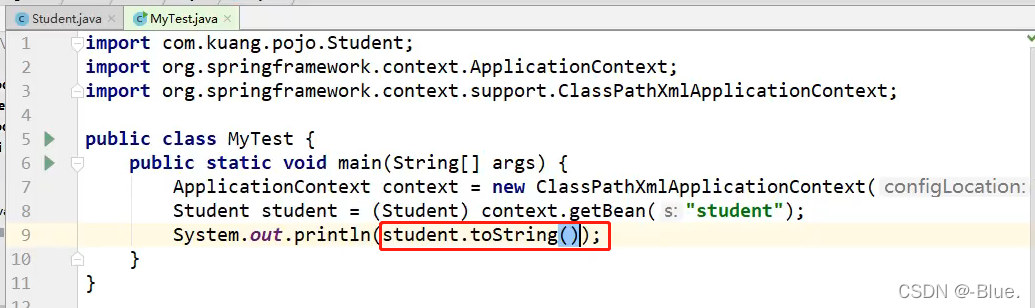 Student.java × MyTest.java ×
1 import com.kuang.pojo.Student;
2 import org.springframework.context.ApplicationContext;
3 import org.springframework.context.support.ClassPathXmlApplicationContext;
4
5 public class MyTest {
6 public static void main(String[] args) {
7 ApplicationContext context = new ClassPathXmlApplicationContext( configLocation:
8 Student student = (Student) context.getBean( s: "student");
9 System.out.println(student.toString());
10 }
11 }
12
CSDN @-Blue.